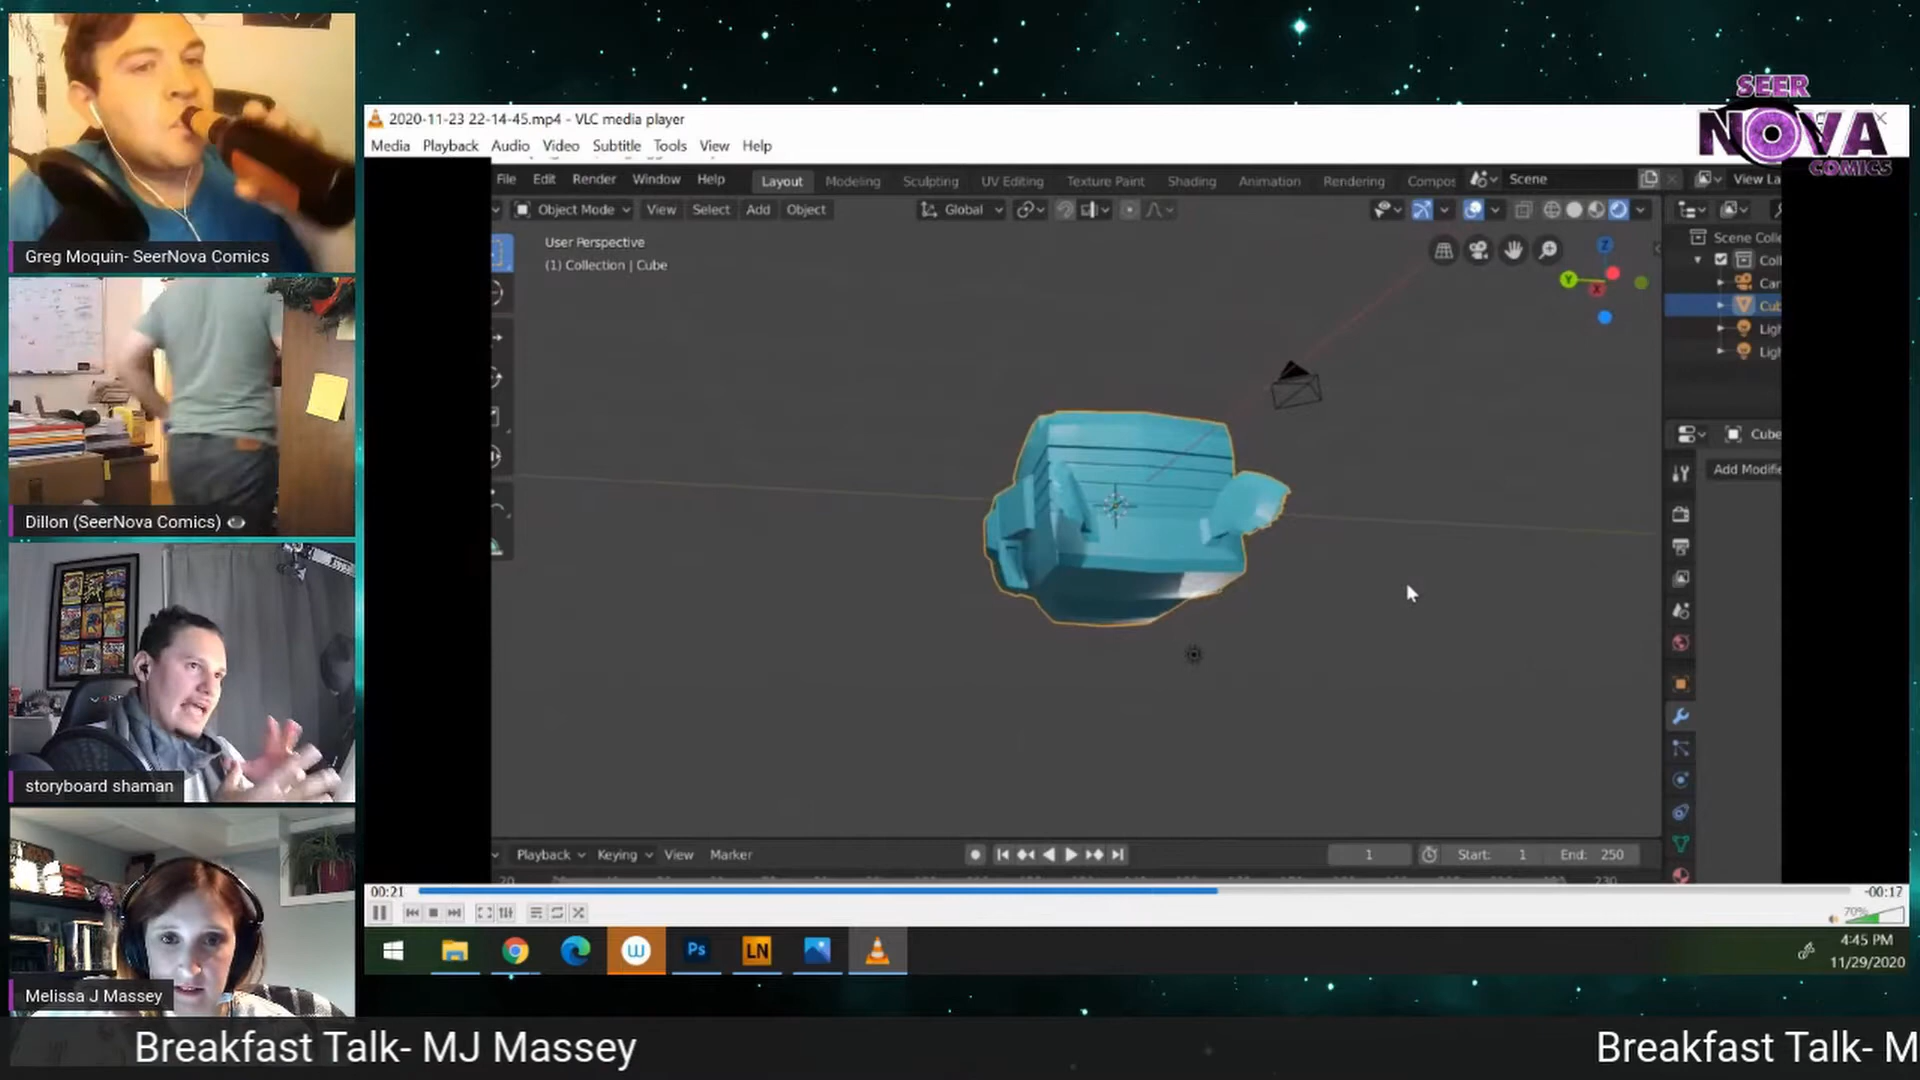 SEER
NOVA
COMICS
2020-11-23 22-14-45.mp4 - VLC media player
Media Playback Audio Video Subtitle Tools View Help
File Edit Render Window Help Layout Modeling Sculpting UV Editing Texture Paint Shading Animation Rendering Compos Scene View La
Object Mode View Select Add Object Global
User Perspective
(1) Collection | Cube
Z
Y
X
Scene Colle
Coll
Car
Cub
Ligh
Ligh
Cube
Add Modifie
Playback Keying View Marker 1 Start: 1 End: 250
00:21 -00:17
70%
W Ps LN
4:45 PM
11/29/2020
Greg Moquin- SeerNova Comics
Dillon (SeerNova Comics)
storyboard shaman
Melissa J Massey
Breakfast Talk- MJ Massey
Breakfast Talk- M